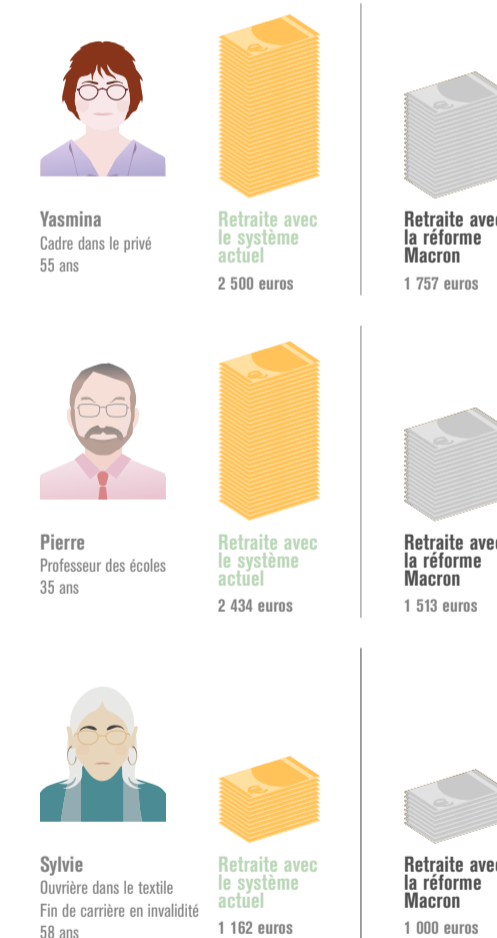 Yasmina
Cadre dans le privé
55 ans
Retraite avec
le système
actuel
2 500 euros
Retraite avec
la réforme
Macron
1 757 euros
Pierre
Professeur des écoles
35 ans
Retraite avec
le système
actuel
2 434 euros
Retraite avec
la réforme
Macron
1 513 euros
Sylvie
Ouvrière dans le textile
Fin de carrière en invalidité
58 ans
Retraite avec
le système
actuel
1 162 euros
Retraite avec
la réforme
Macron
1 000 euros